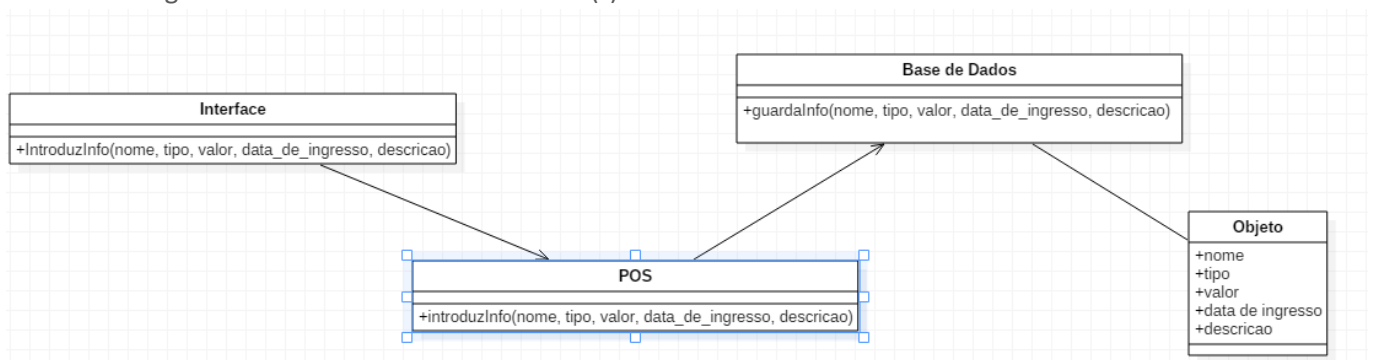 Interface
+IntroduzInfo(nome, tipo, valor, data_de_ingresso, descricao)
Base de Dados
+guardaInfo(nome, tipo, valor, data_de_ingresso, descricao)
POS
+introduzInfo(nome, tipo, valor, data_de_ingresso, descricao)
Objeto
+nome
+tipo
+valor
+data de ingresso
+descricao